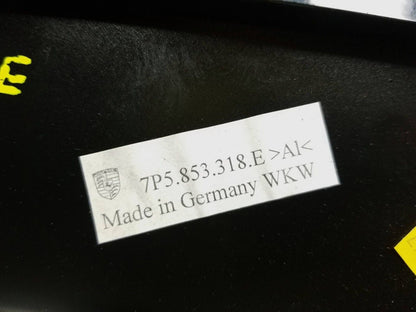 E
7P5.853.318.E >Al<
Made in Germany WKW